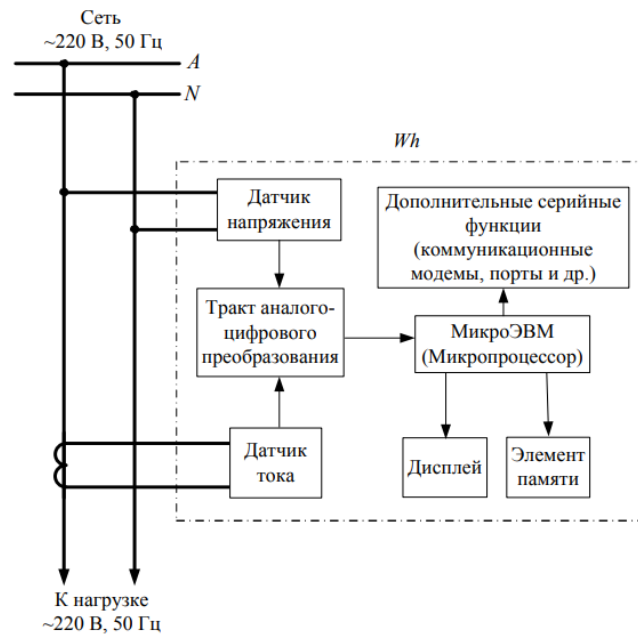 Сеть
~220 В, 50 Гц
A
N
Wh
Датчик
напряжения
Дополнительные серийные
функции
(коммуникационные
модемы, порты и др.)
Тракт аналого-
цифрового
преобразования
МикроЭВМ
(Микропроцессор)
Датчик
тока
Дисплей
Элемент
памяти
К нагрузке
~220 В, 50 Гц